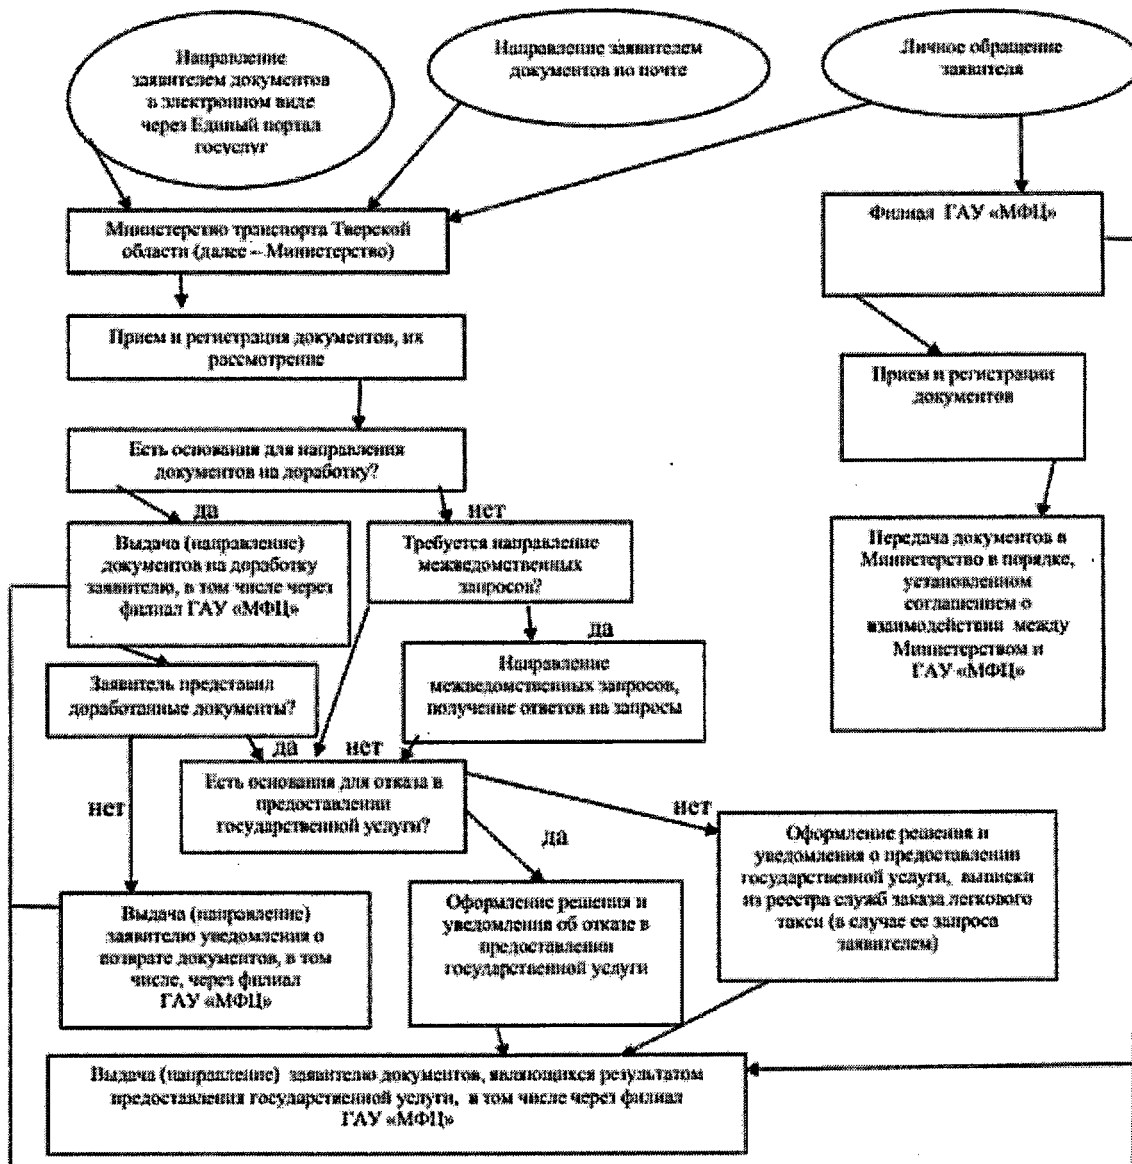 Направление
заявителем документов
в электронном виде
через Единый портал
госуслуг
Направление заявителем
документов по почте
Личное обращение
заявителя
Министерство транспорта Тверской
области (далее – Министерство)
Филиал ГАУ «МФЦ»
Прием и регистрация документов, их
рассмотрение
Прием и регистрации
документов
Есть основания для направления
документов на доработку?
да
нет
Выдача (направление)
документов на доработку
заявителю, в том числе через
филиал ГАУ «МФЦ»
Требуется направление
межведомственных
запросов?
Передача документов в
Министерство в порядке,
установленном
соглашением о
взаимодействии между
Министерством и
ГАУ «МФЦ»
да
Заявитель представил
доработанные документы?
Направление
межведомственных запросов,
получение ответов на запросы
да
нет
нет
Есть основания для отказа в
предоставлении
государственной услуги?
да
нет
Оформление решения и
уведомления о предоставлении
государственной услуги, выписки
из реестра служб заказа легкового
такси (в случае ее запроса
заявителем)
Выдача (направление)
заявителю уведомления о
возврате документов, в том
числе, через филиал
ГАУ «МФЦ»
Оформление решения и
уведомления об отказе в
предоставлении
государственной услуги
Выдача (направление) заявителю документов, являющихся результатом
предоставления государственной услуги, в том числе через филиал
ГАУ «МФЦ»